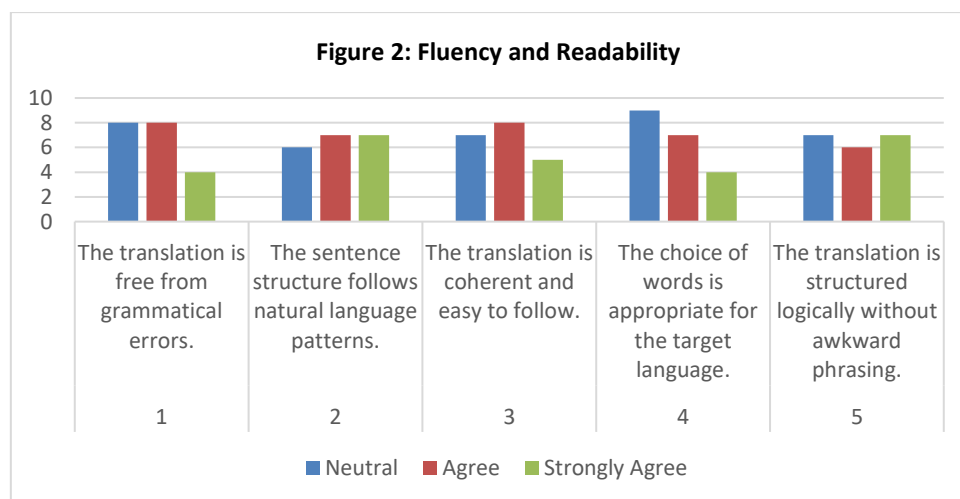 Figure 2: Fluency and Readability
10
8
6
4
2
0
The translation is
free from
grammatical
errors.
The sentence
structure follows
natural language
patterns.
The translation is
coherent and
easy to follow.
The choice of
words is
appropriate for
the target
language.
The translation is
structured
logically without
awkward
phrasing.
1
2
3
4
5
Neutral
Agree
Strongly Agree